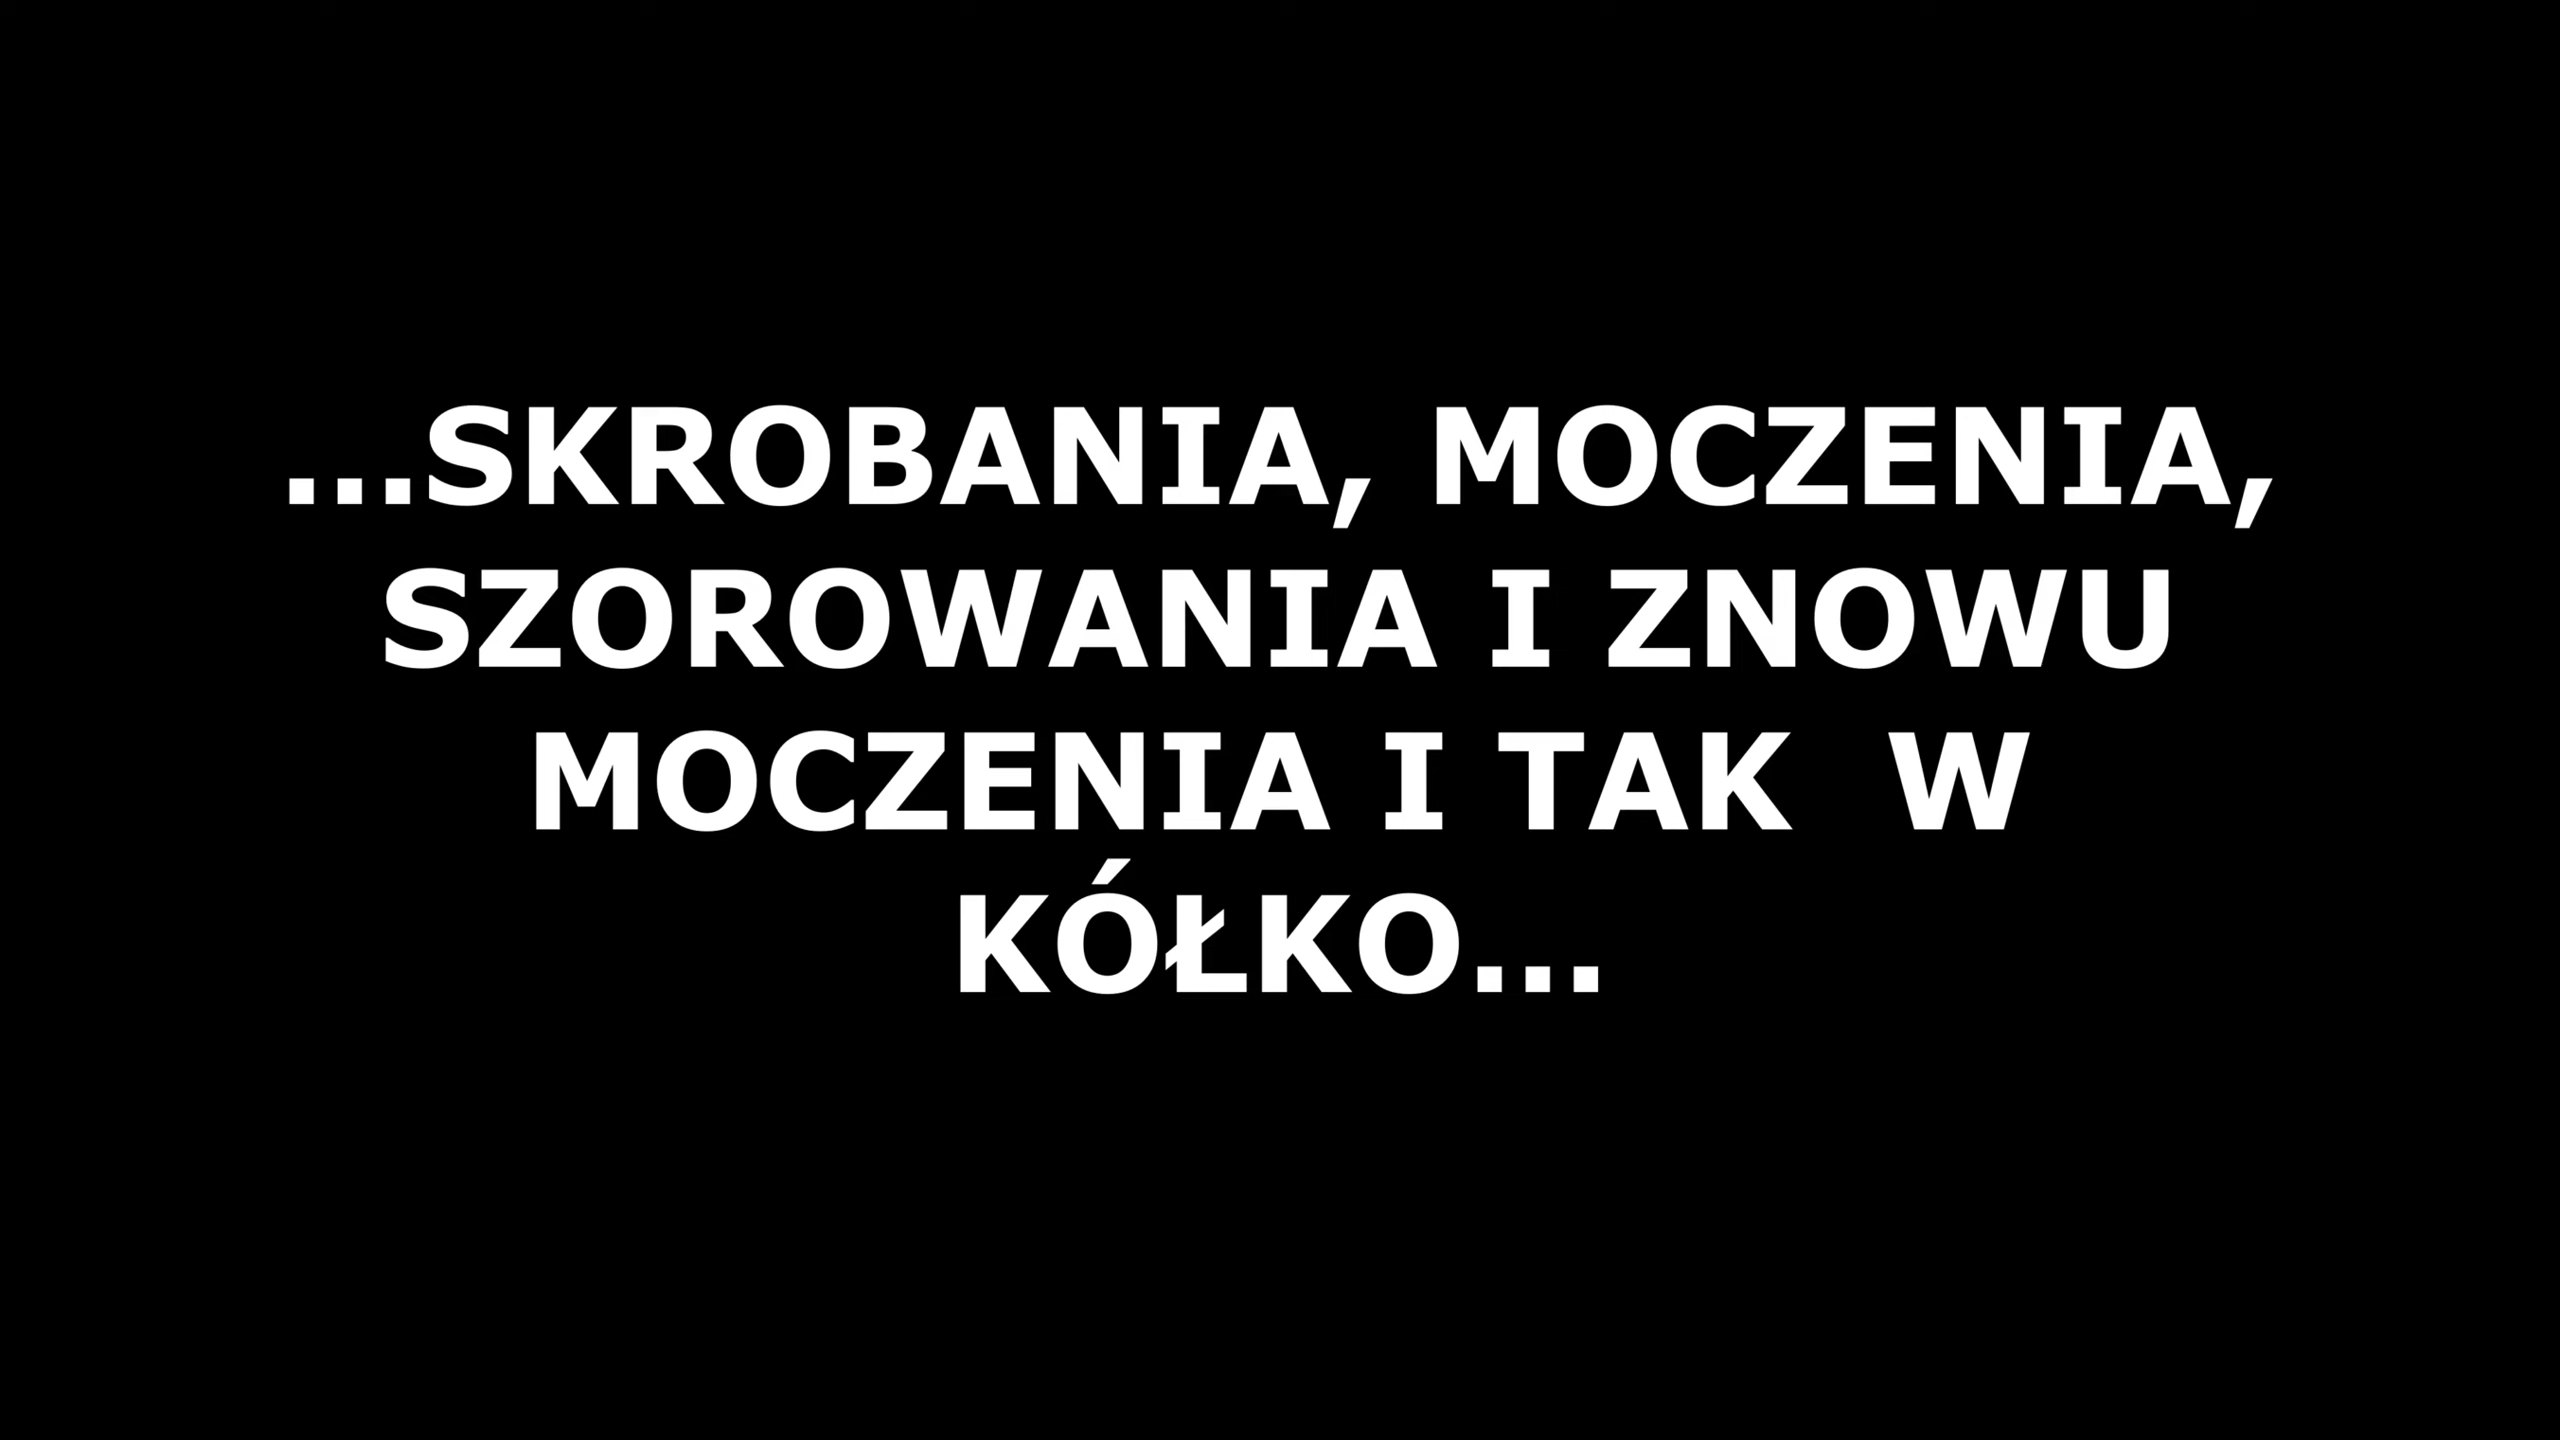 ...SKROBANIA, MOCZENIA,
SZOROWANIA I ZNOWU
MOCZENIA I TAK  W
KÓŁKO...